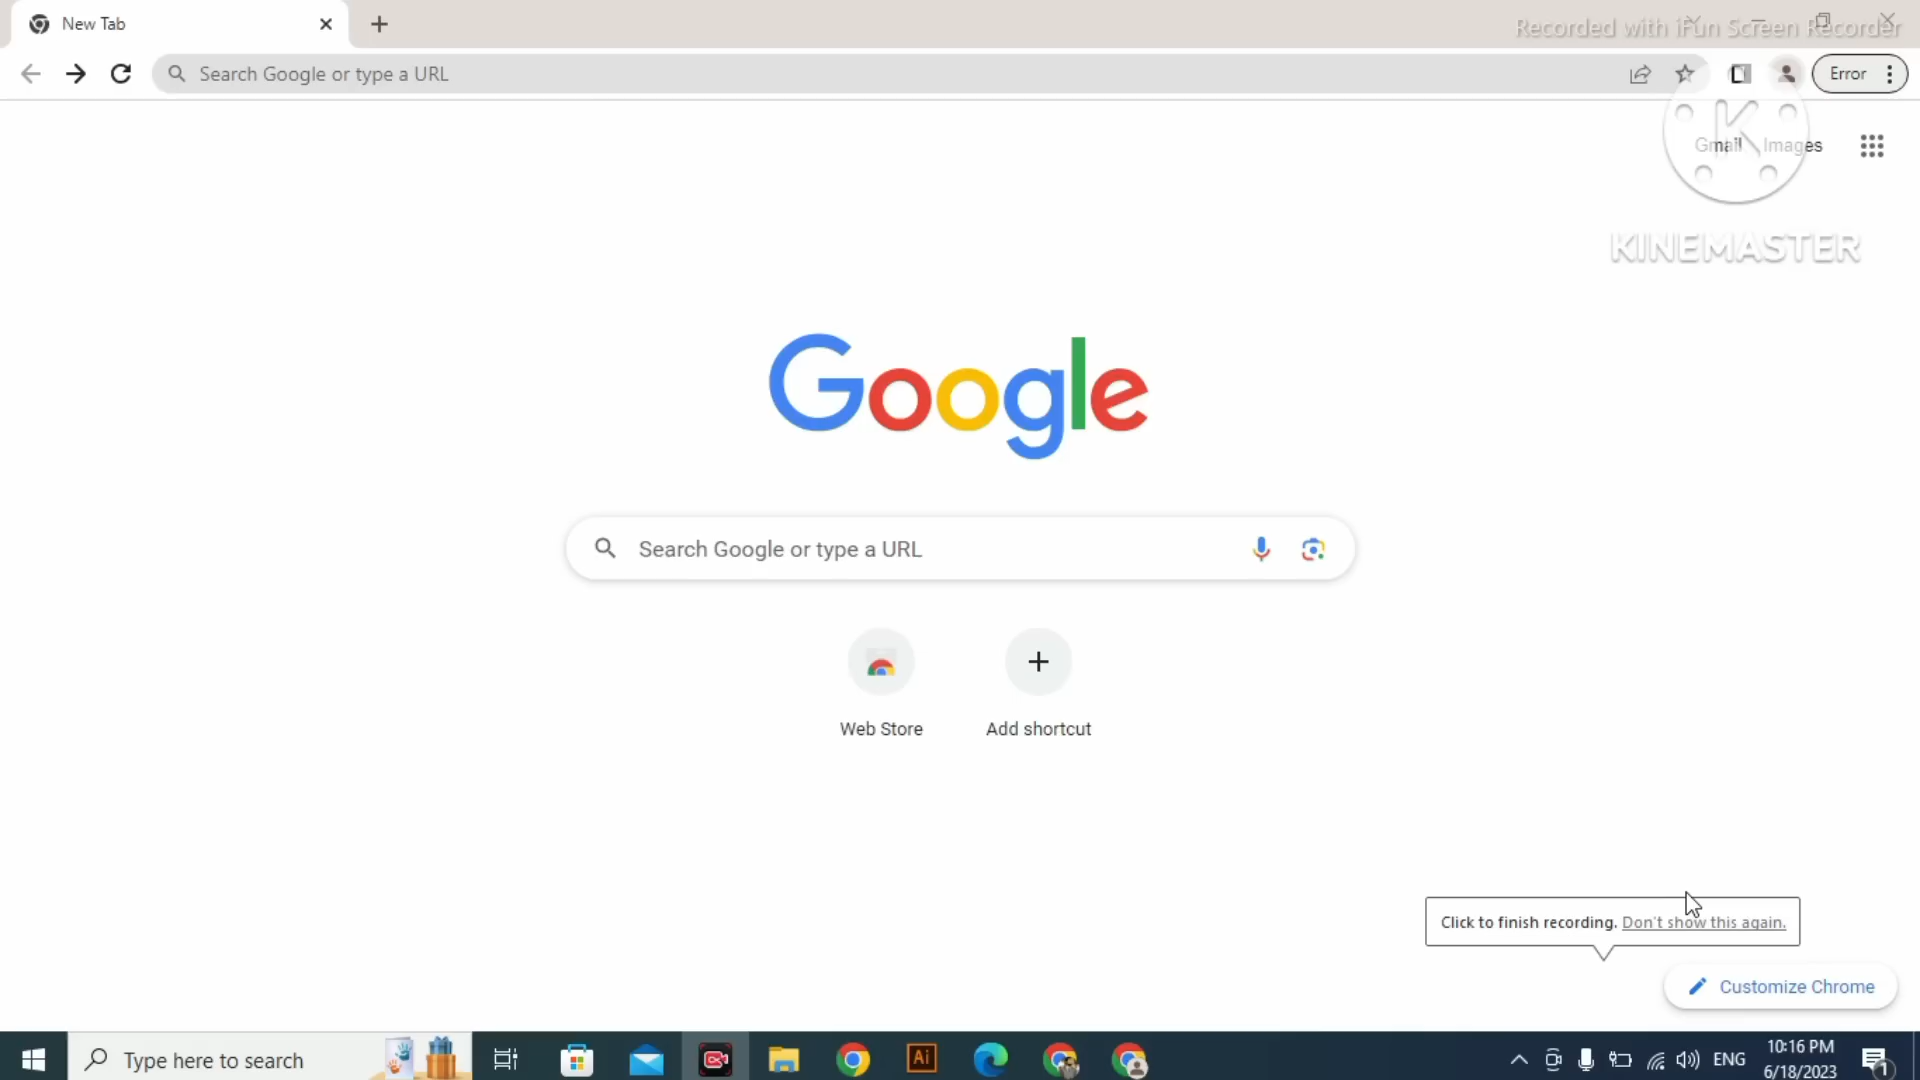 New Tab
Recorded with iFun Screen Recorder
Search Google or type a URL
Error
Gmail Images
KINEMASTER
Google
Search Google or type a URL
Web Store
Add shortcut
Click to finish recording. Don't show this again.
Customize Chrome
Type here to search
Ai
ENG
10:16 PM
6/18/2023
1